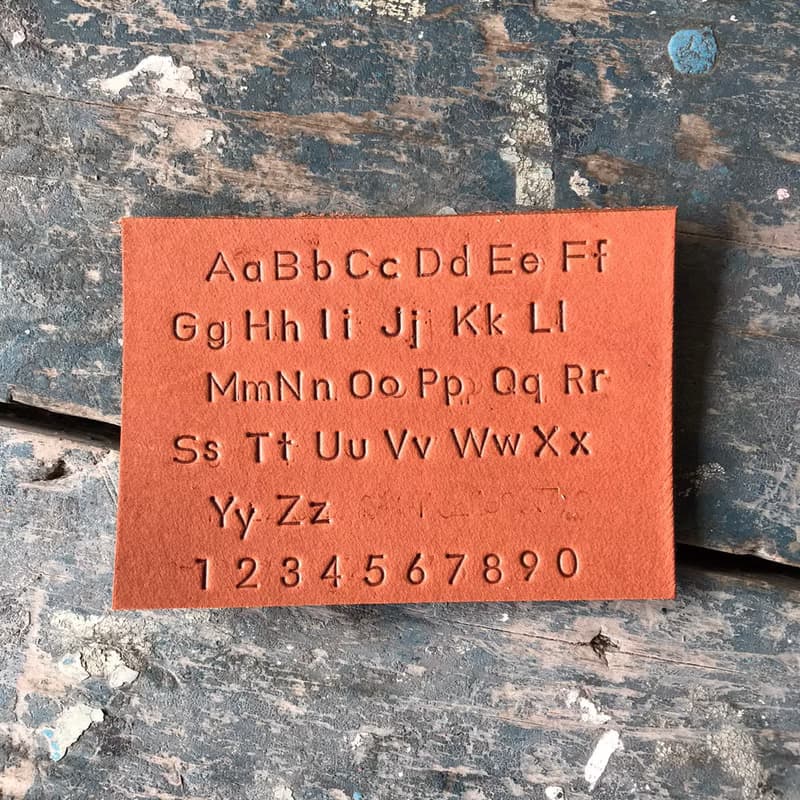 Aa Bb Cc Dd Ee Ff
Gg Hh Ii Jj Kk Ll
Mm Nn Oo Pp Qq Rr
Ss Tt Uu Vv Ww Xx
Yy Zz
1 2 3 4 5 6 7 8 9 0